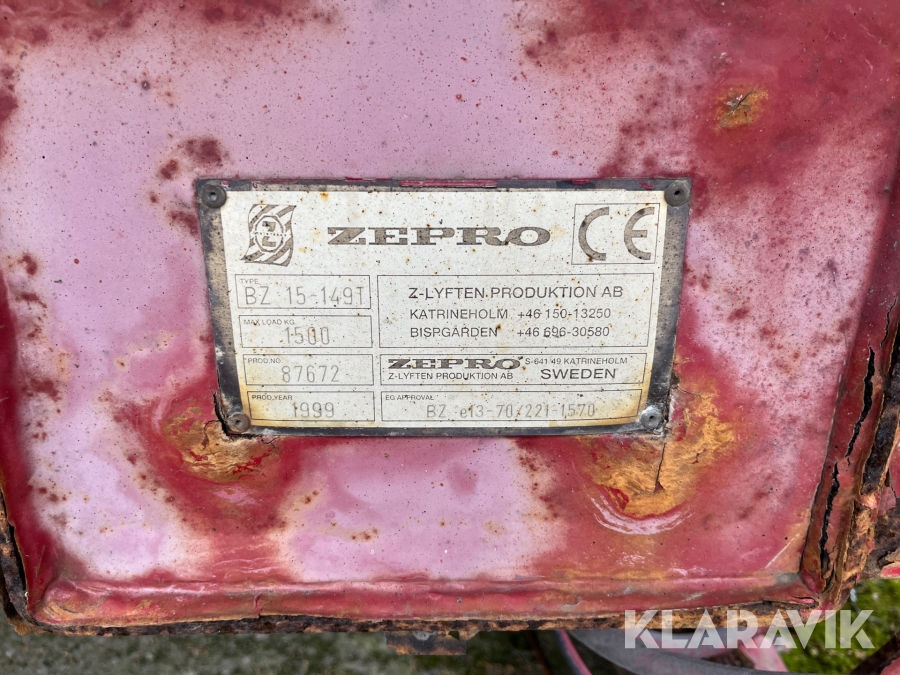 ZEPRO CE
TYPE
BZ 15-149T
Z-LYFTEN PRODUKTION AB
KATRINEHOLM +46 150-13250
BISPGÅRDEN +46 696-30580
MAX LOAD KG.
1500
PROD.NO.
87672
ZEPRO S-641 49 KATRINEHOLM
Z-LYFTEN PRODUKTION AB SWEDEN
PROD.YEAR
1999
EG APPROVAL
BZ e13-70/221 1570
KLARAVIK